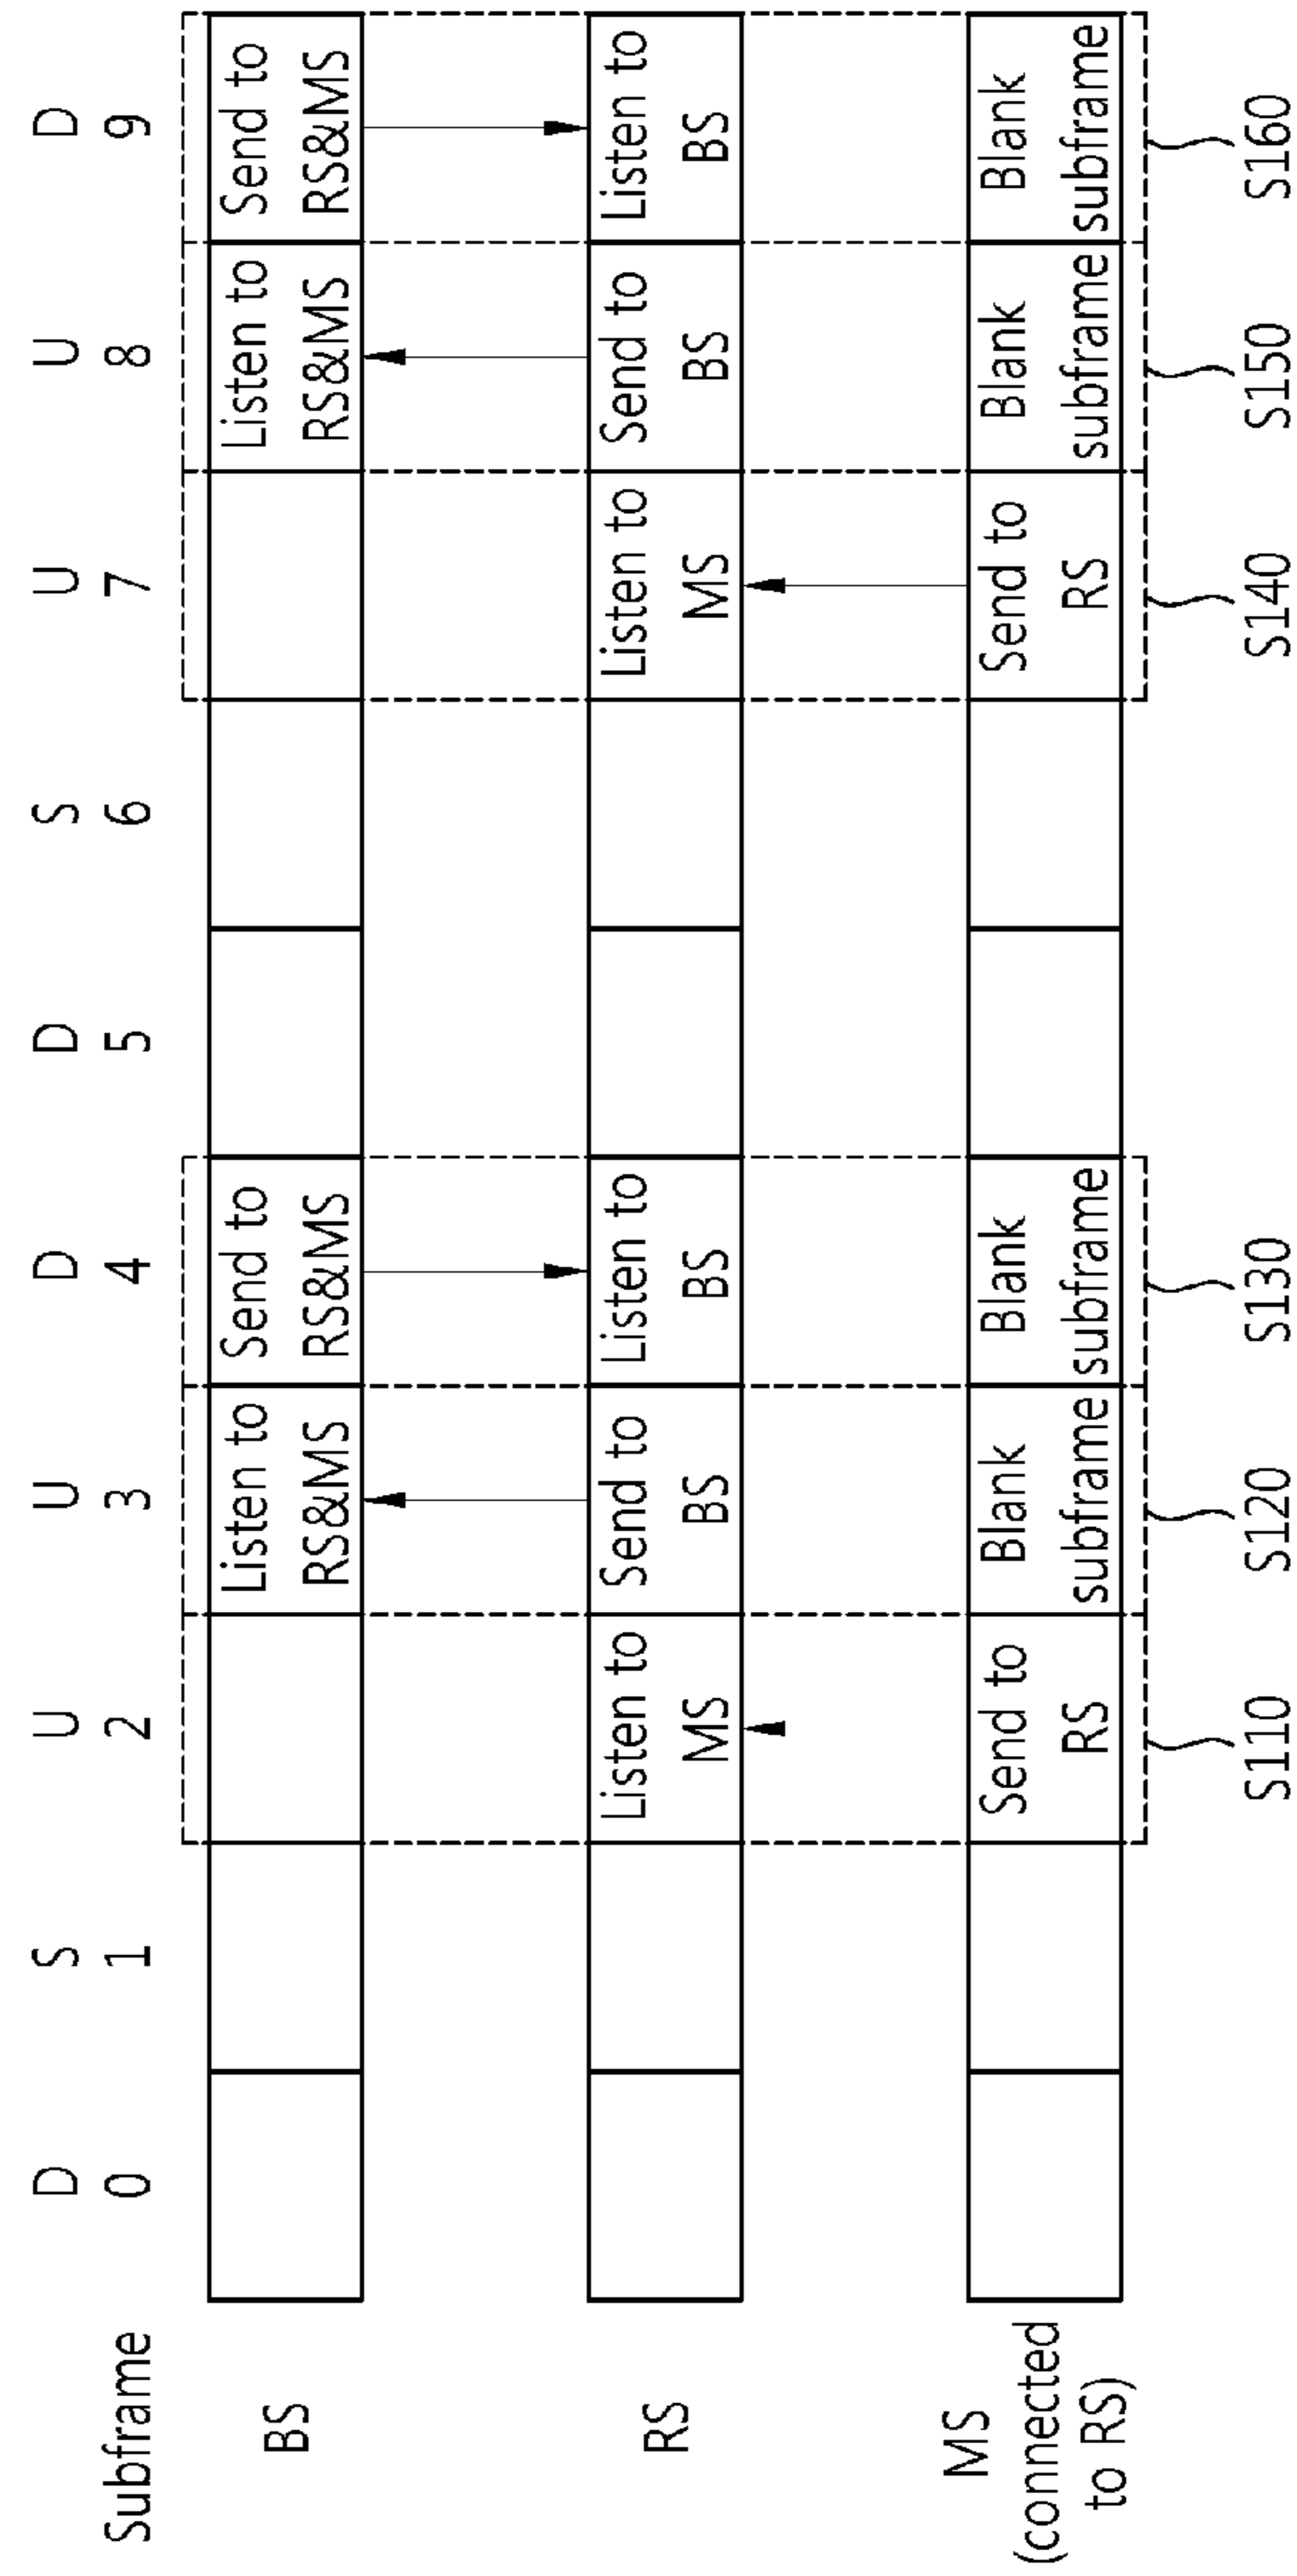 D S U U D D S U U D
Subframe 0 1 2 3 4 5 6 7 8 9
BS
Listen to
RS&MS
Send to
RS&MS
Listen to
RS&MS
Send to
RS&MS
RS
Listen to
MS
Send to
BS
Listen to
BS
Listen to
MS
Send to
BS
Listen to
BS
MS
(connected
to RS)
Send to
RS
Blank
subframe
Blank
subframe
Send to
RS
Blank
subframe
Blank
subframe
S110 S120 S130 S140 S150 S160